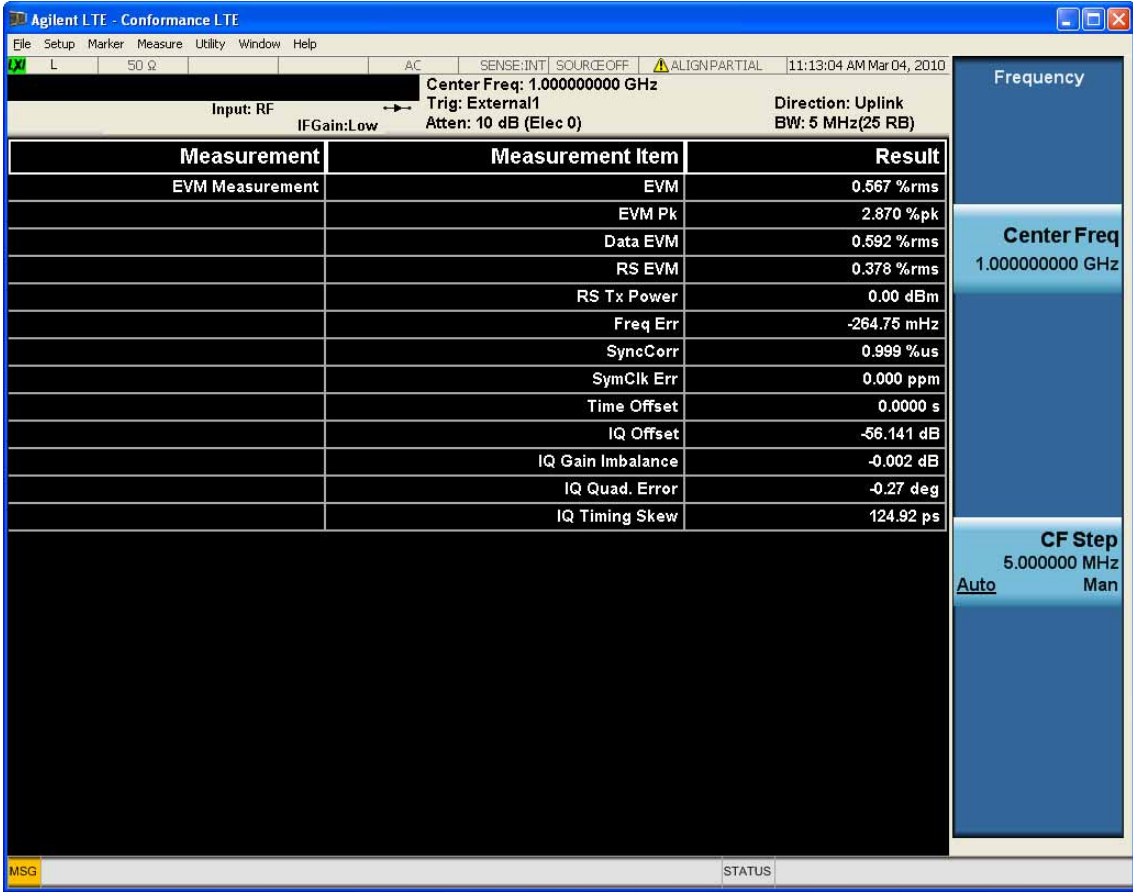 Agilent LTE - Conformance LTE
File Setup Marker Measure Utility Window Help
LXI L 50 Ω AC SENSE:INT SOURCE OFF ALIGN PARTIAL 11:13:04 AM Mar 04, 2010
Center Freq: 1.000000000 GHz
Input: RF Trig: External1 Direction: Uplink
IFGain:Low Atten: 10 dB (Elec 0) BW: 5 MHz(25 RB)
Measurement Measurement Item Result
EVM Measurement EVM 0.567 %rms
EVM Pk 2.870 %pk
Data EVM 0.592 %rms
RS EVM 0.378 %rms
RS Tx Power 0.00 dBm
Freq Err -264.75 mHz
SyncCorr 0.999 %us
SymClk Err 0.000 ppm
Time Offset 0.0000 s
IQ Offset -56.141 dB
IQ Gain Imbalance -0.002 dB
IQ Quad. Error -0.27 deg
IQ Timing Skew 124.92 ps
Frequency
Center Freq
1.000000000 GHz
CF Step
5.000000 MHz
Auto Man
MSG STATUS